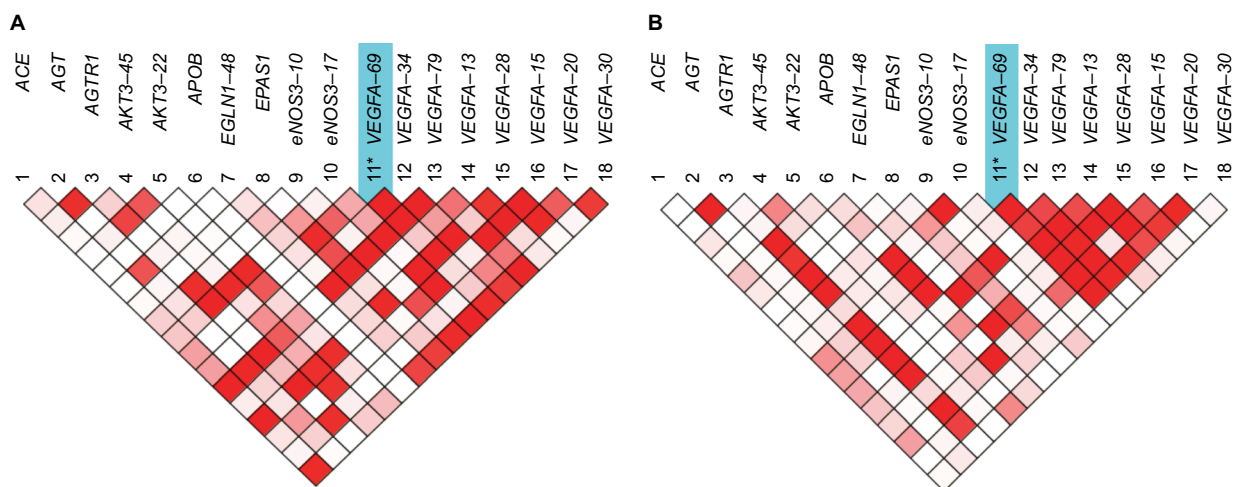 A
ACE
AGT
AGTR1
AKT3–45
AKT3–22
APOB
EGLN1–48
EPAS1
eNOS3–10
eNOS3–17
VEGFA–69
VEGFA–34
VEGFA–79
VEGFA–13
VEGFA–28
VEGFA–15
VEGFA–20
VEGFA–30
1
2
3
4
5
6
7
8
9
10
11*
12
13
14
15
16
17
18
B
ACE
AGT
AGTR1
AKT3–45
AKT3–22
APOB
EGLN1–48
EPAS1
eNOS3–10
eNOS3–17
VEGFA–69
VEGFA–34
VEGFA–79
VEGFA–13
VEGFA–28
VEGFA–15
VEGFA–20
VEGFA–30
1
2
3
4
5
6
7
8
9
10
11*
12
13
14
15
16
17
18